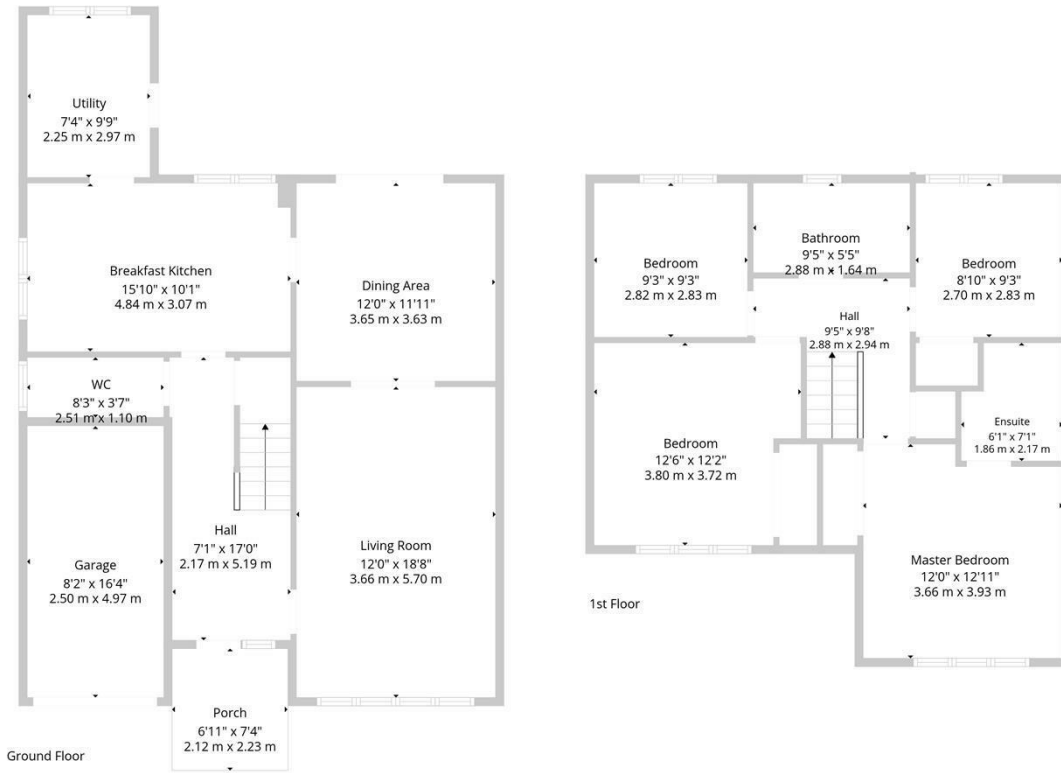 Utility
7'4" x 9'9"
2.25 m x 2.97 m
Breakfast Kitchen
15'10" x 10'1"
4.84 m x 3.07 m
Dining Area
12'0" x 11'11"
3.65 m x 3.63 m
WC
8'3" x 3'7"
2.51 m x 1.10 m
Hall
7'1" x 17'0"
2.17 m x 5.19 m
Living Room
12'0" x 18'8"
3.66 m x 5.70 m
Garage
8'2" x 16'4"
2.50 m x 4.97 m
Porch
6'11" x 7'4"
2.12 m x 2.23 m
Ground Floor
Bedroom
9'3" x 9'3"
2.82 m x 2.83 m
Bathroom
9'5" x 5'5"
2.88 m x 1.64 m
Bedroom
8'10" x 9'3"
2.70 m x 2.83 m
Hall
9'5" x 9'8"
2.88 m x 2.94 m
Bedroom
12'6" x 12'2"
3.80 m x 3.72 m
Ensuite
6'1" x 7'1"
1.86 m x 2.17 m
Master Bedroom
12'0" x 12'11"
3.66 m x 3.93 m
1st Floor